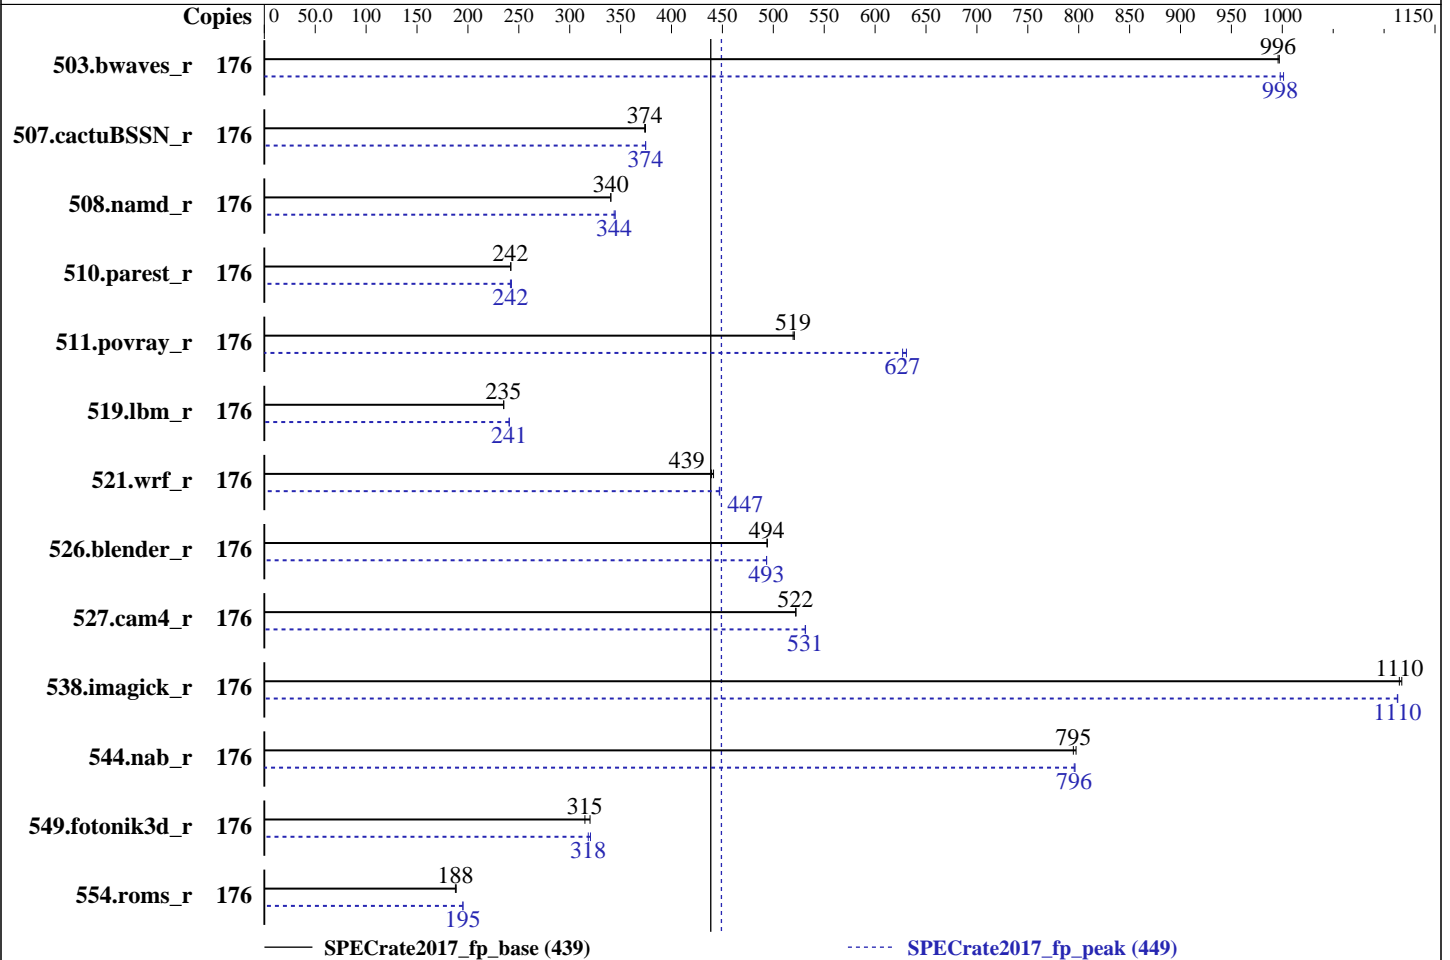 Copies 0 50.0 100 150 200 250 300 350 400 450 500 550 600 650 700 750 800 850 900 950 1000 1150
996
503.bwaves_r 176
998
374
507.cactuBSSN_r 176
374
340
508.namd_r 176
344
242
510.parest_r 176
242
519
511.povray_r 176
627
235
519.lbm_r 176
241
439
521.wrf_r 176
447
494
526.blender_r 176
493
522
527.cam4_r 176
531
1110
538.imagick_r 176
1110
795
544.nab_r 176
796
315
549.fotonik3d_r 176
318
188
554.roms_r 176
195
SPECrate2017_fp_base (439) SPECrate2017_fp_peak (449)